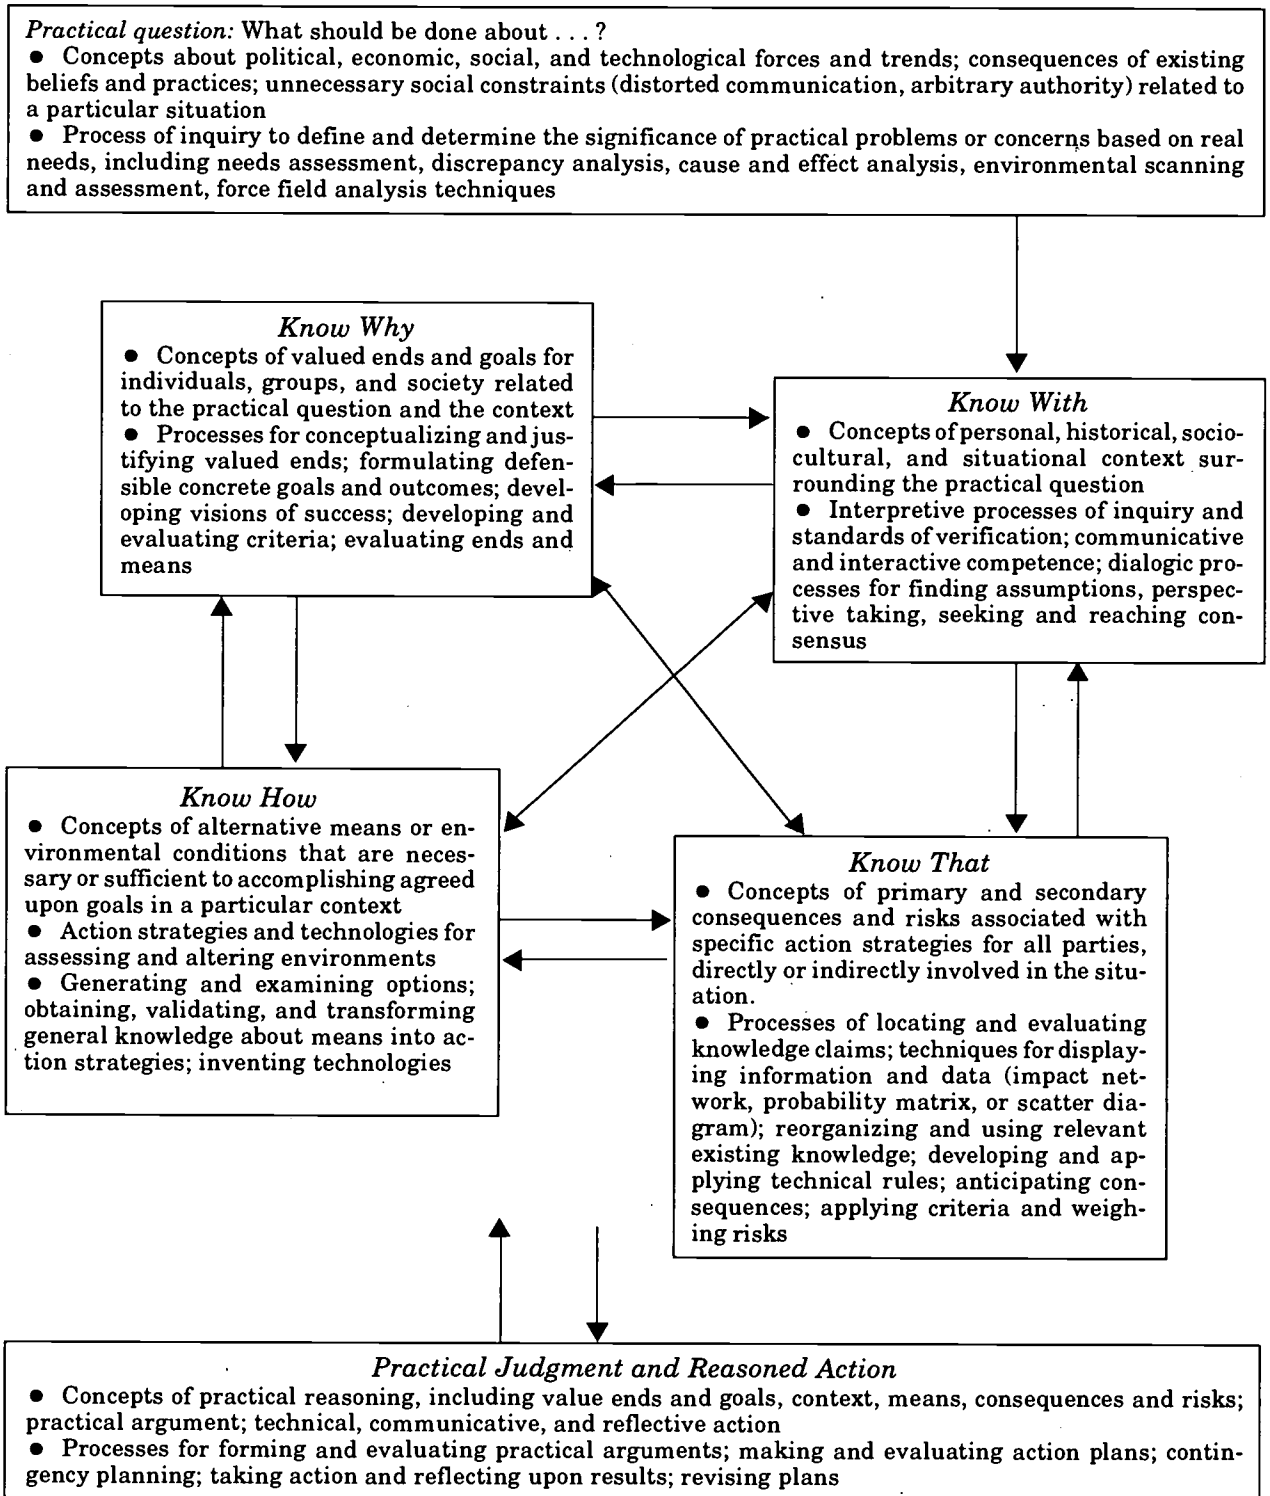 Practical question: What should be done about . . . ?
● Concepts about political, economic, social, and technological forces and trends; consequences of existing
beliefs and practices; unnecessary social constraints (distorted communication, arbitrary authority) related to
a particular situation
● Process of inquiry to define and determine the significance of practical problems or concerns based on real
needs, including needs assessment, discrepancy analysis, cause and effect analysis, environmental scanning
and assessment, force field analysis techniques
Know Why
● Concepts of valued ends and goals for
individuals, groups, and society related
to the practical question and the context
● Processes for conceptualizing and jus-
tifying valued ends; formulating defen-
sible concrete goals and outcomes; devel-
oping visions of success; developing and
evaluating criteria; evaluating ends and
means
Know With
● Concepts of personal, historical, socio-
cultural, and situational context sur-
rounding the practical question
● Interpretive processes of inquiry and
standards of verification; communicative
and interactive competence; dialogic pro-
cesses for finding assumptions, perspec-
tive taking, seeking and reaching con-
sensus
Know How
● Concepts of alternative means or en-
vironmental conditions that are neces-
sary or sufficient to accomplishing agreed
upon goals in a particular context
● Action strategies and technologies for
assessing and altering environments
● Generating and examining options;
obtaining, validating, and transforming
general knowledge about means into ac-
tion strategies; inventing technologies
Know That
● Concepts of primary and secondary
consequences and risks associated with
specific action strategies for all parties,
directly or indirectly involved in the situ-
ation.
● Processes of locating and evaluating
knowledge claims; techniques for display-
ing information and data (impact net-
work, probability matrix, or scatter dia-
gram); reorganizing and using relevant
existing knowledge; developing and ap-
plying technical rules; anticipating con-
sequences; applying criteria and weigh-
ing risks
Practical Judgment and Reasoned Action
● Concepts of practical reasoning, including value ends and goals, context, means, consequences and risks;
practical argument; technical, communicative, and reflective action
● Processes for forming and evaluating practical arguments; making and evaluating action plans; contin-
gency planning; taking action and reflecting upon results; revising plans